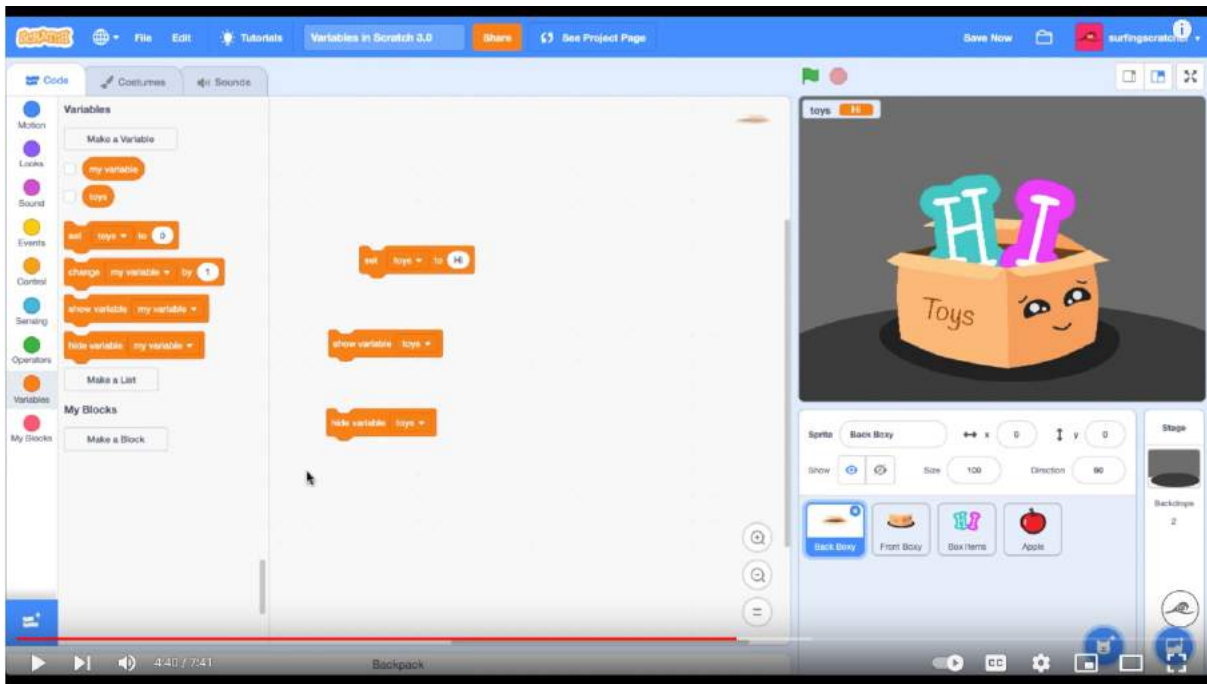 SCRATCH File Edit Tutorials Variables in Scratch 3.0 Share See Project Page Save Now surfingscratcher
Code Costumes Sounds
Motion
Looks
Sound
Events
Control
Sensing
Operators
Variables
My Blocks
Variables
Make a Variable
my variable
toys
set toys to 0
change my variable by 1
show variable my variable
hide variable my variable
Make a List
My Blocks
Make a Block
set toys to Hi
show variable toys
hide variable toys
toys Hi
HI
Toys
Sprite Back Boxy x 0 y 0
Show Size 100 Direction 90
Back Boxy Front Boxy Box Items Apple
Stage
Backdrops
2
Backpack
4:40 / 7:41
CC